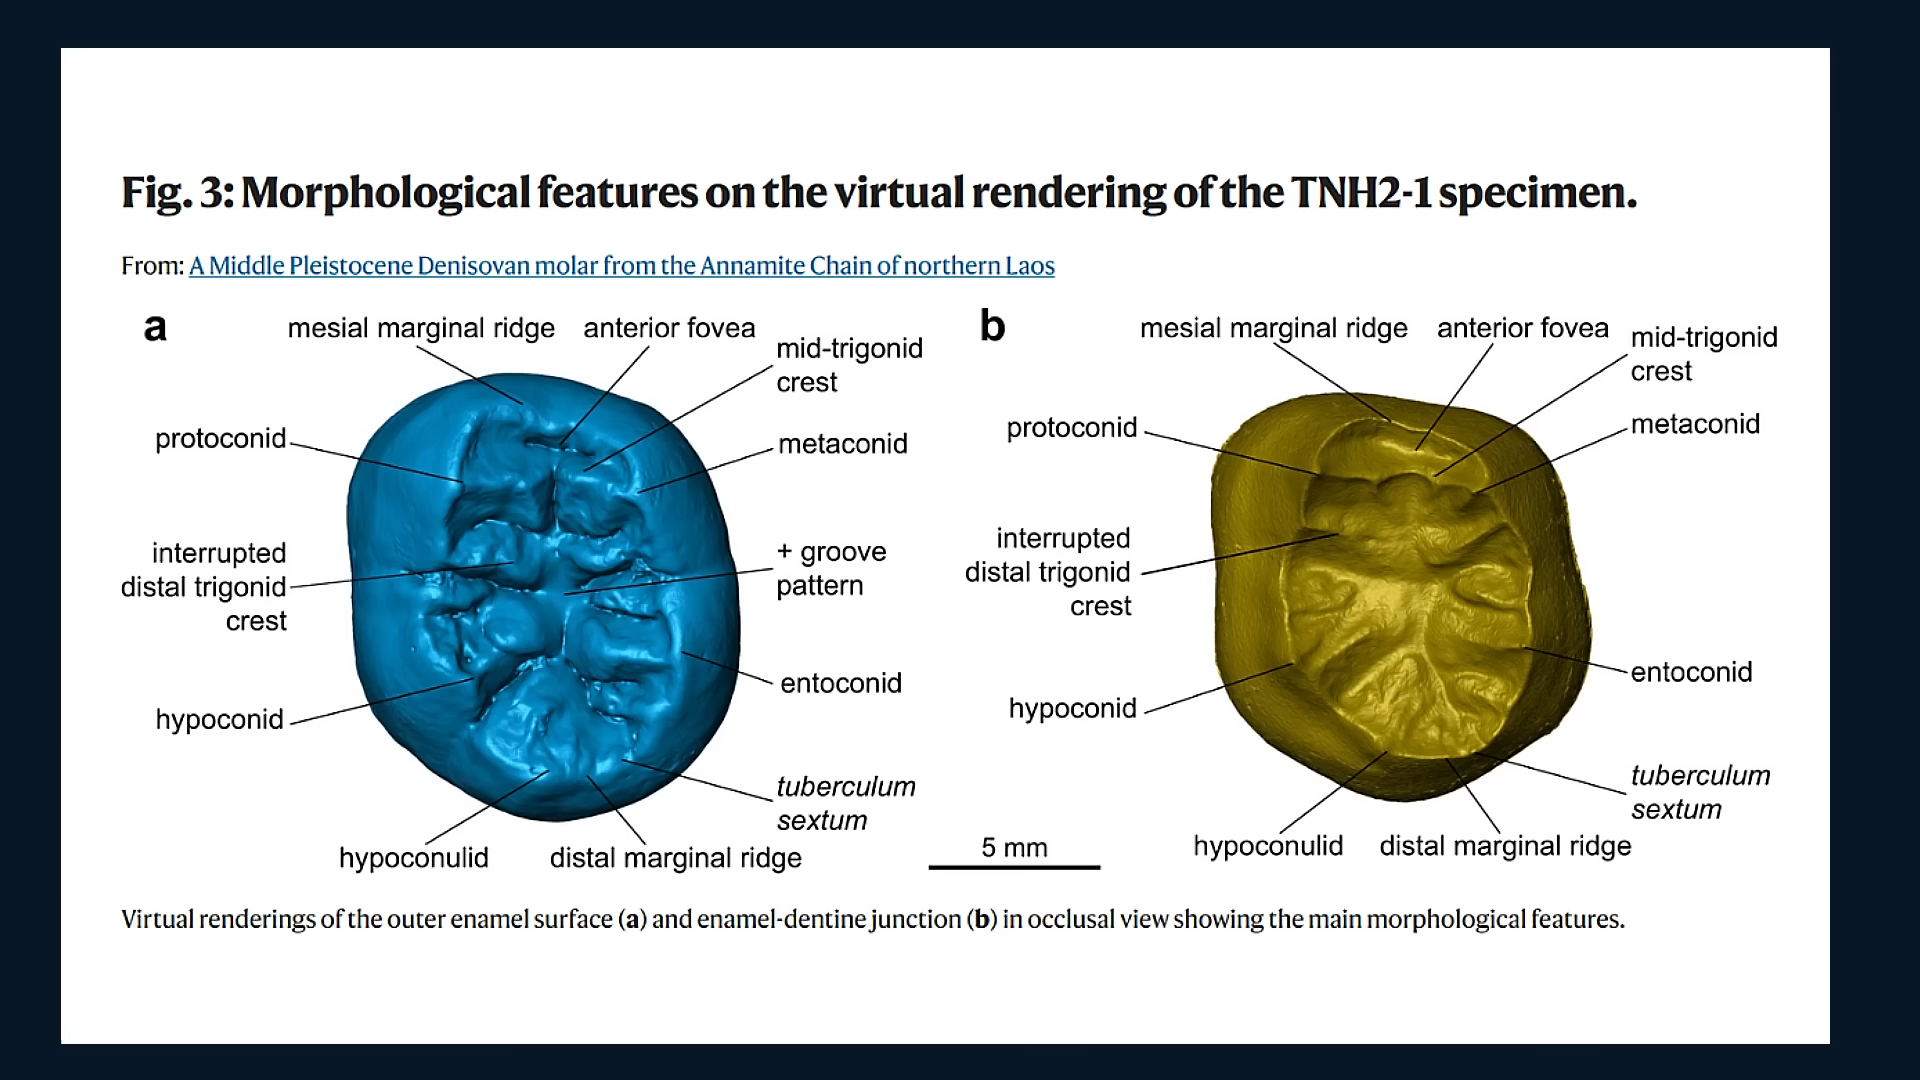 Fig. 3: Morphological features on the virtual rendering of the TNH2-1 specimen.
From: A Middle Pleistocene Denisovan molar from the Annamite Chain of northern Laos
a
mesial marginal ridge
anterior fovea
mid-trigonid
crest
protoconid
metaconid
interrupted
distal trigonid
crest
+ groove
pattern
entoconid
hypoconid
tuberculum
sextum
hypoconulid
distal marginal ridge
5 mm
b
mesial marginal ridge
anterior fovea
mid-trigonid
crest
protoconid
metaconid
interrupted
distal trigonid
crest
entoconid
hypoconid
tuberculum
sextum
hypoconulid
distal marginal ridge
Virtual renderings of the outer enamel surface (a) and enamel-dentine junction (b) in occlusal view showing the main morphological features.